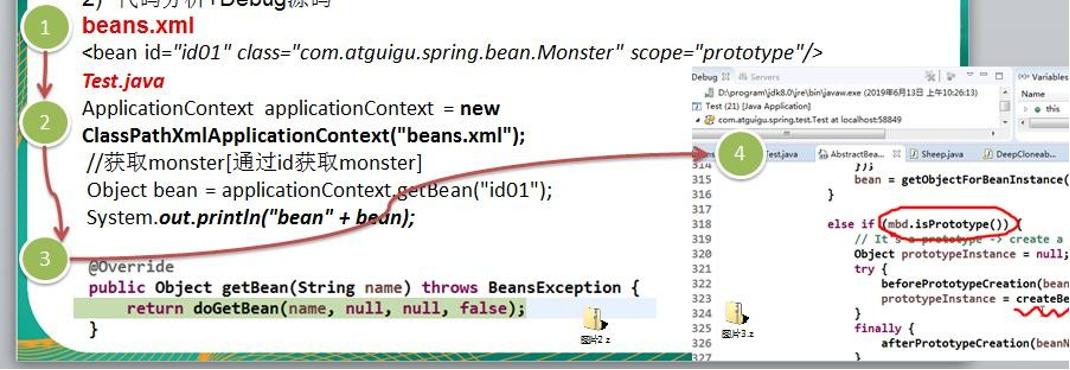 2) 代码分析+Debug源码
1
beans.xml
<bean id="id01" class="com.atguigu.spring.bean.Monster" scope="prototype"/>
Test.java
2
ApplicationContext applicationContext = new
ClassPathXmlApplicationContext("beans.xml");
//获取monster[通过id获取monster]
Object bean = applicationContext.getBean("id01");
System.out.println("bean" + bean);
3
@Override
public Object getBean(String name) throws BeansException {
return doGetBean(name, null, null, false);
}
图片2.z
Debug Servers
D:\program\jdk8.0\jre\bin\javaw.exe (2019年6月13日 上午10:26:13)
Test (21) [Java Application]
com.atguigu.spring.test.Test at localhost:58849
Variables
Name
this
4
Test.java AbstractBea... Sheep.java DeepCloneab...
314 });
315 bean = getObjectForBeanInstance(
316 }
317
318 else if (mbd.isPrototype()) {
319 // It's a prototype -> create a
320 Object prototypeInstance = null;
321 try {
322 beforePrototypeCreation(bean
323 prototypeInstance = createBe
324 }
325 finally {
326 afterPrototypeCreation(beanN
327 }
图片3.z